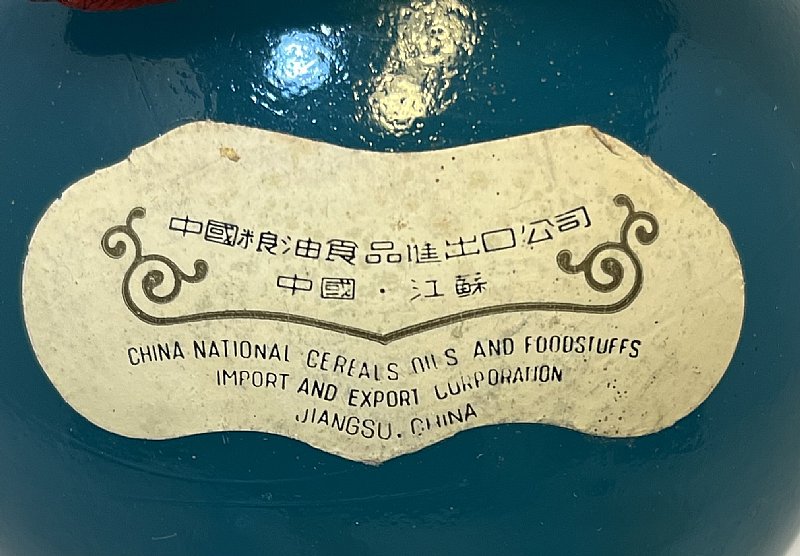 中國粮油食品進出口公司
中國 · 江蘇
CHINA NATIONAL CEREALS OILS AND FOODSTUFFS
IMPORT AND EXPORT CORPORATION
JIANGSU. CHINA